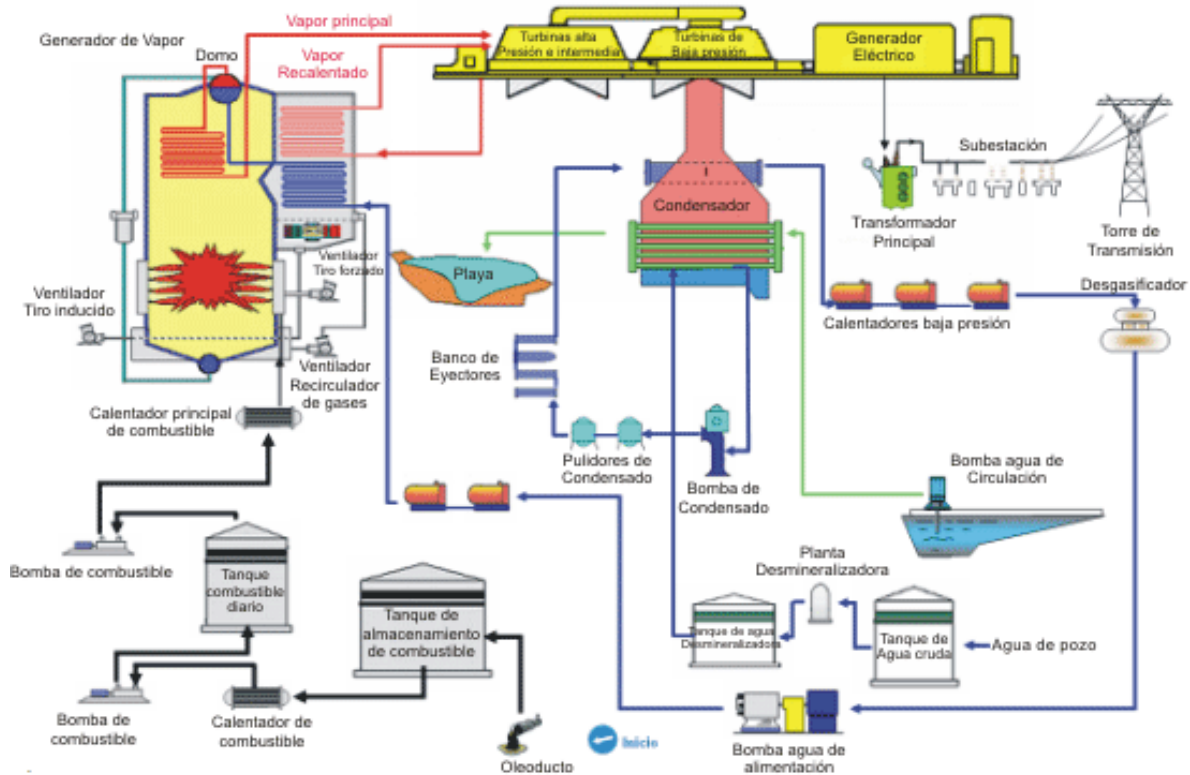 Vapor principal
Generador de Vapor
Domo
Vapor
Recalentado
Turbinas alta
Presión e intermedia
Turbinas de
Baja presión
Generador
Eléctrico
Subestación
Condensador
Transformador
Principal
Torre de
Transmisión
Ventilador
Tiro forzado
Playa
Ventilador
Tiro inducido
Desgasificador
Calentadores baja presión
Ventilador
Recirculador
de gases
Banco de
Eyectores
Calentador principal
de combustible
Pulidores de
Condensado
Bomba de
Condensado
Bomba agua de
Circulación
Bomba de combustible
Tanque
combustible
diario
Planta
Desmineralizadora
Tanque de
almacenamiento
de combustible
Tanque de agua
Desmineralizadora
Tanque de
Agua cruda
Agua de pozo
Bomba de
combustible
Calentador de
combustible
Oleoducto
Inicio
Bomba agua de
alimentación